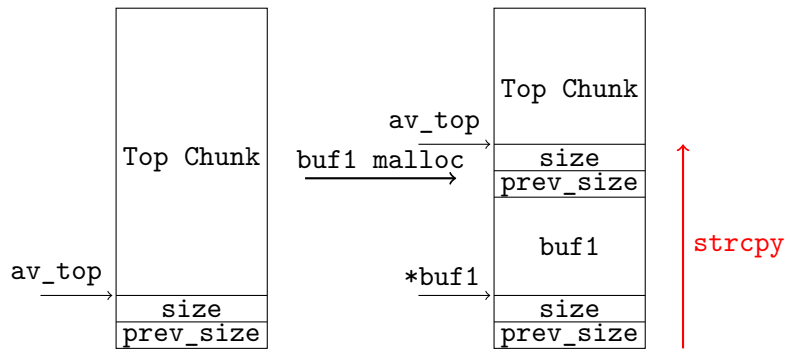 Top Chunk
av_top
size
prev_size
buf1 malloc
Top Chunk
av_top
size
prev_size
buf1
*buf1
size
prev_size
strcpy